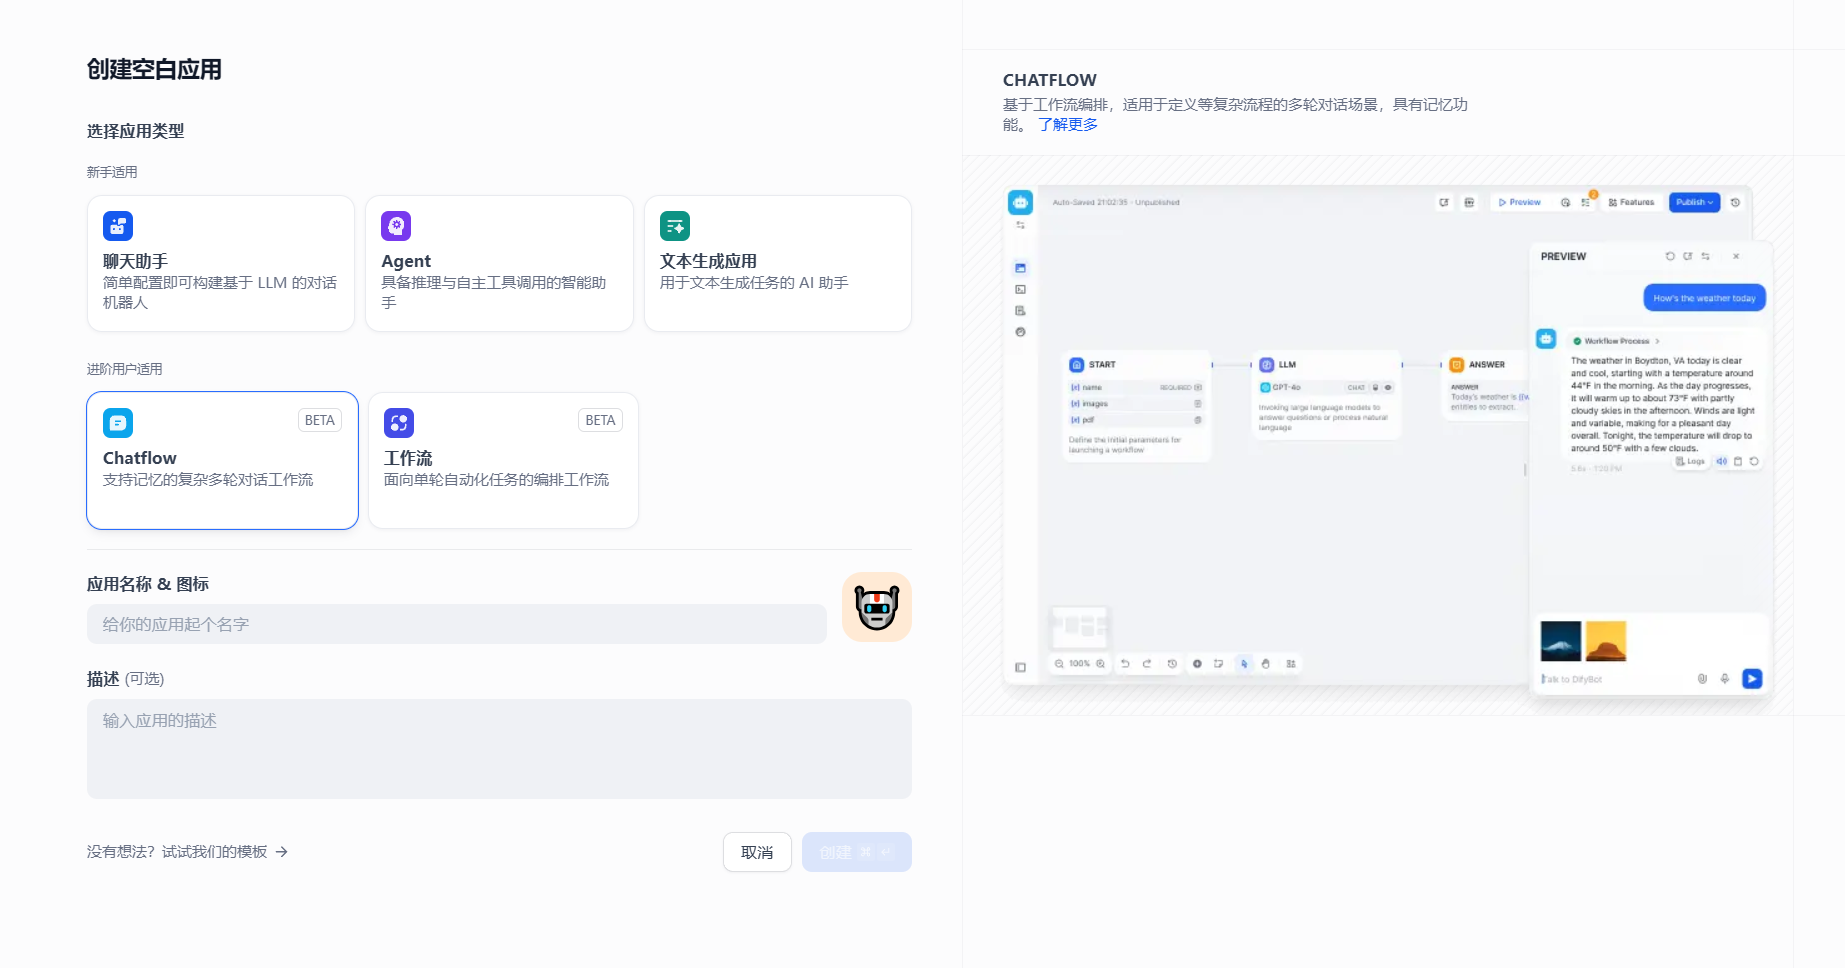 创建空白应用
选择应用类型
新手适用
聊天助手
简单配置即可构建基于 LLM 的对话
机器人
Agent
具备推理与自主工具调用的智能助
手
文本生成应用
用于文本生成任务的 AI 助手
进阶用户适用
BETA
Chatflow
支持记忆的复杂多轮对话工作流
BETA
工作流
面向单轮自动化任务的编排工作流
应用名称 & 图标
给你的应用起个名字
描述 (可选)
输入应用的描述
没有想法？试试我们的模板 →
取消
创建 ⌘ ↵
CHATFLOW
基于工作流编排，适用于定义等复杂流程的多轮对话场景，具有记忆功
能。 了解更多
Auto-Saved 21:02:35 · Unpublished
Preview
2
Features
Publish
START
{x} name
REQUIRED
{x} images
{x} pdf
Define the initial parameters for
launching a workflow
LLM
GPT-4o
CHAT
Invoking large language models to
answer questions or process natural
language
ANSWER
ANSWER
Today's weather is {{w
entities to extract.
100%
PREVIEW
How's the weather today
Workflow Process >
The weather in Boydton, VA today is clear
and cool, starting with a temperature around
44°F in the morning. As the day progresses,
it will warm up to about 73°F with partly
cloudy skies in the afternoon. Winds are light
and variable, making for a pleasant day
overall. Tonight, the temperature will drop to
around 50°F with a few clouds.
Logs
Talk to DifyBot